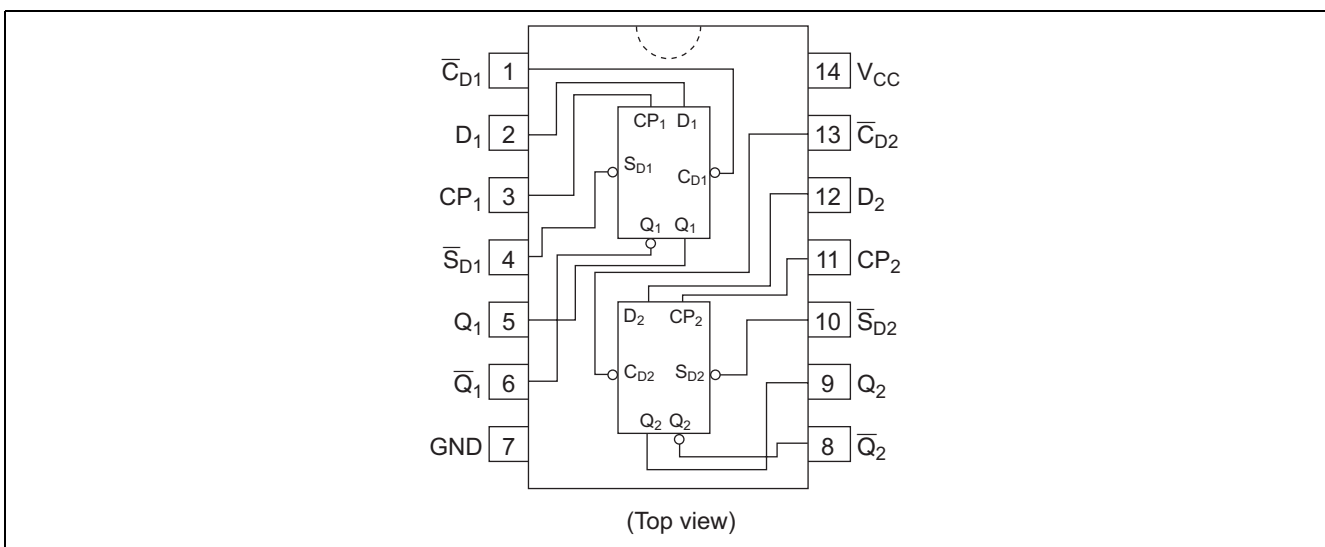 C̅D1 1
D1 2
CP1 3
S̅D1 4
Q1 5
Q̅1 6
GND 7
14 VCC
13 C̅D2
12 D2
11 CP2
10 S̅D2
9 Q2
8 Q̅2
CP1 D1
SD1
CD1
Q1 Q1
D2 CP2
CD2 SD2
Q2 Q2
(Top view)